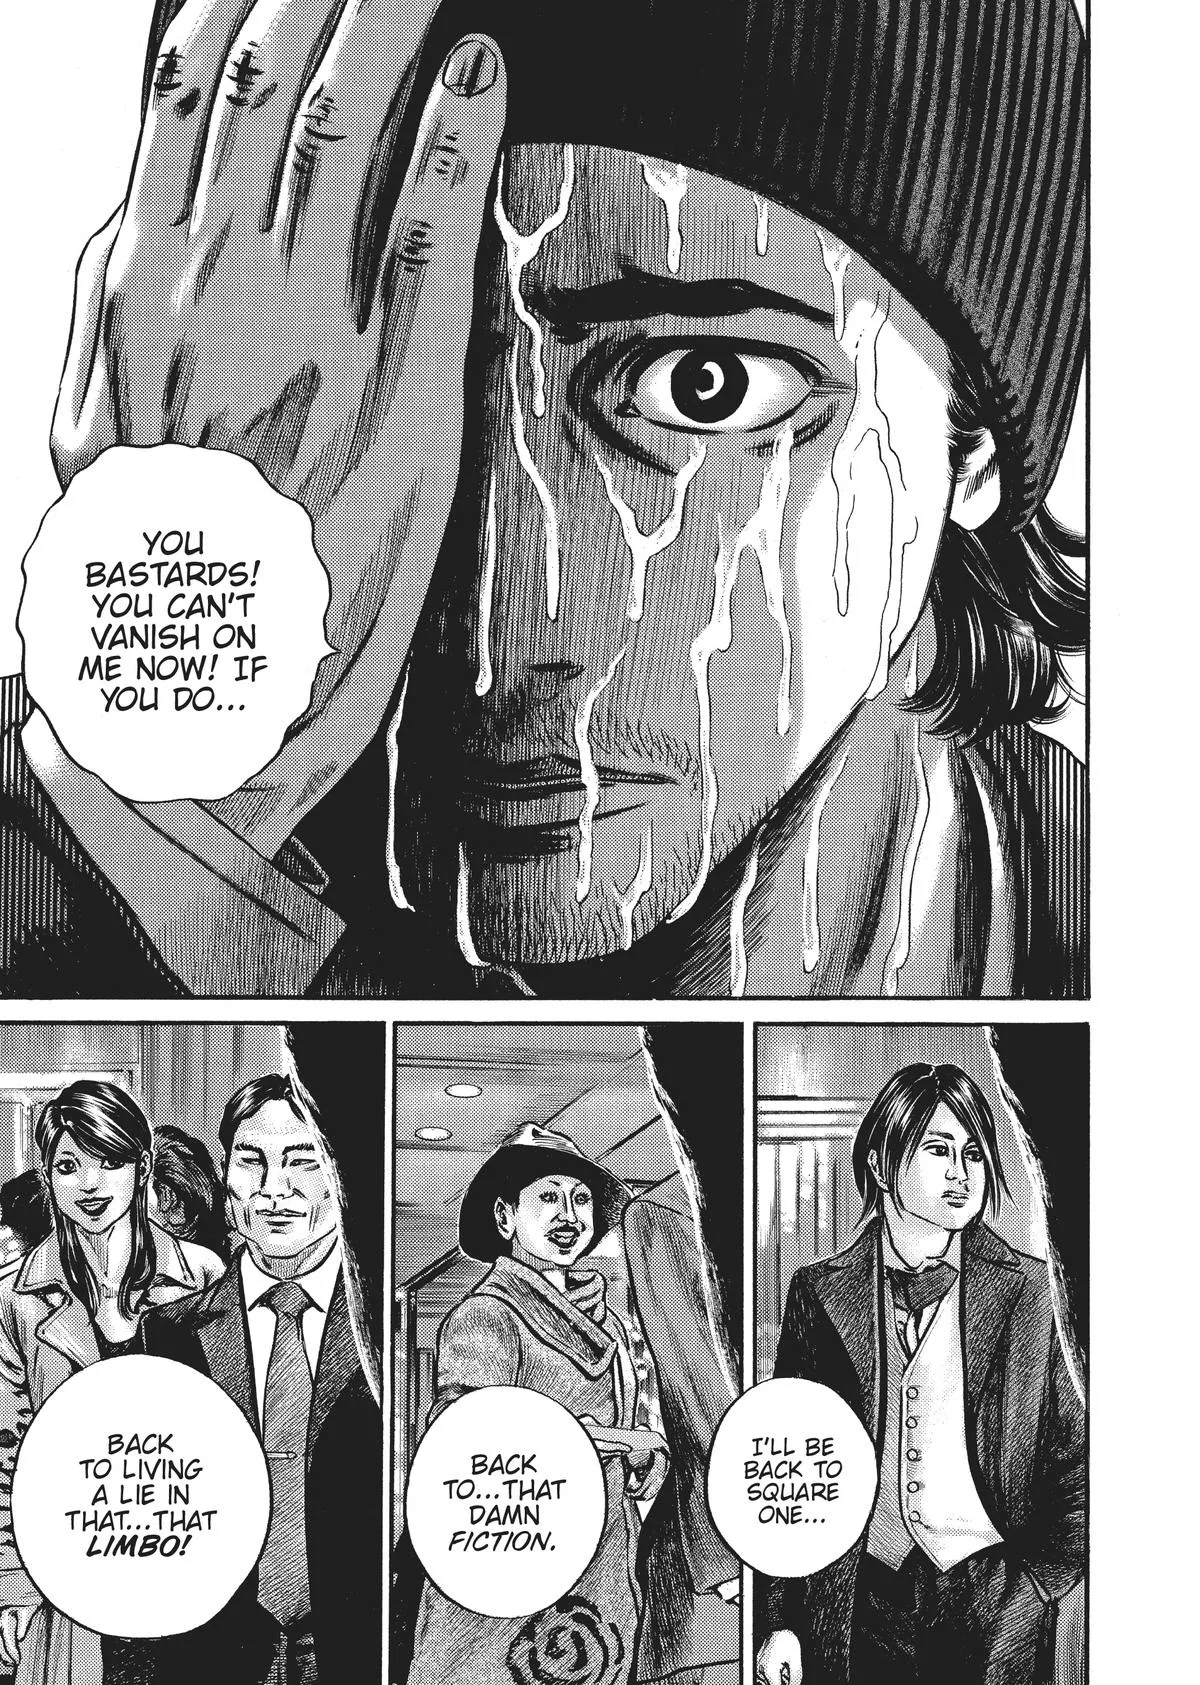 YOU
BASTARDS!
YOU CAN'T
VANISH ON
ME NOW! IF
YOU DO...
I'LL BE
BACK TO
SQUARE
ONE...
BACK
TO...THAT
DAMN
FICTION.
BACK
TO LIVING
A LIE IN
THAT...THAT
LIMBO!